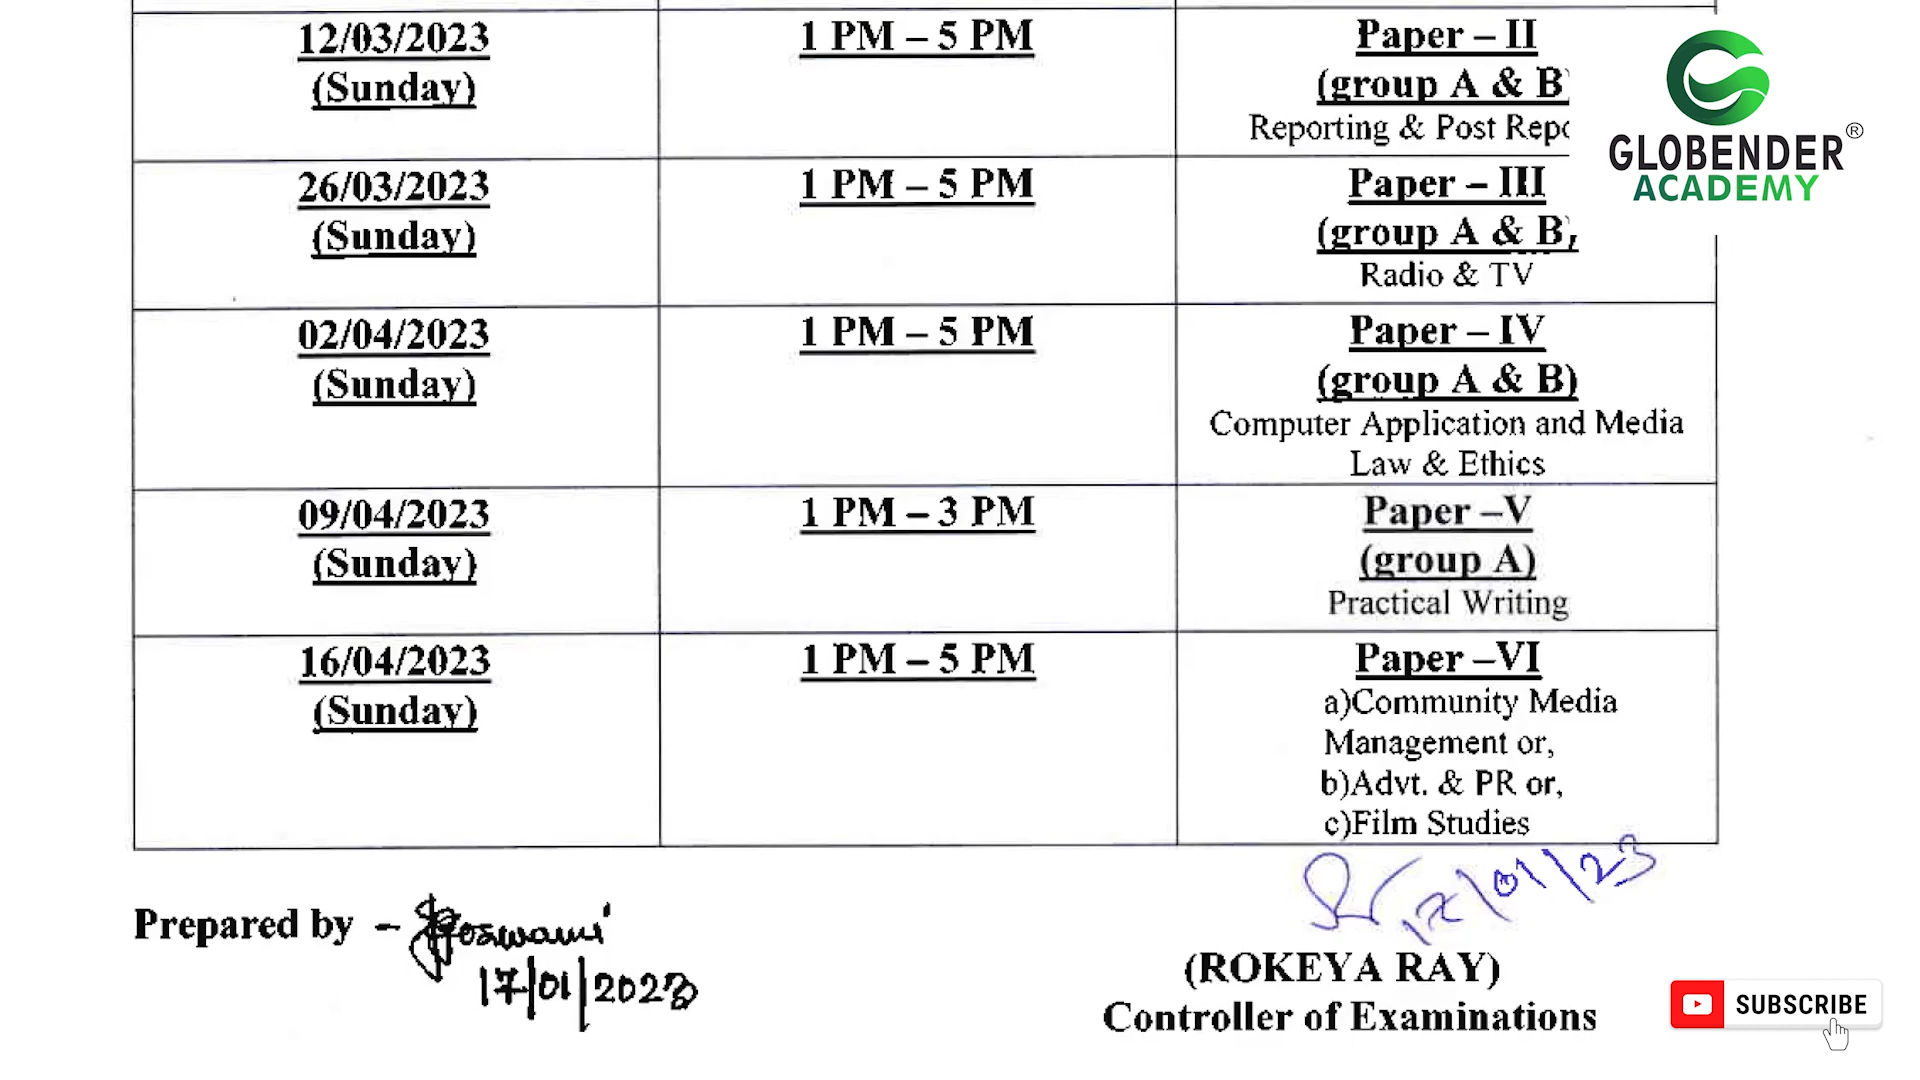 12/03/2023
(Sunday)
1 PM – 5 PM
Paper – II
(group A & B)
Reporting & Post Repo
26/03/2023
(Sunday)
1 PM – 5 PM
Paper – III
(group A & B)
Radio & TV
02/04/2023
(Sunday)
1 PM – 5 PM
Paper – IV
(group A & B)
Computer Application and Media
Law & Ethics
09/04/2023
(Sunday)
1 PM – 3 PM
Paper –V
(group A)
Practical Writing
16/04/2023
(Sunday)
1 PM – 5 PM
Paper –VI
a)Community Media
Management or,
b)Advt. & PR or,
c)Film Studies
Prepared by – Goswami
17/01/2023
17/01/23
(ROKEYA RAY)
Controller of Examinations
GLOBENDER®
ACADEMY
SUBSCRIBE